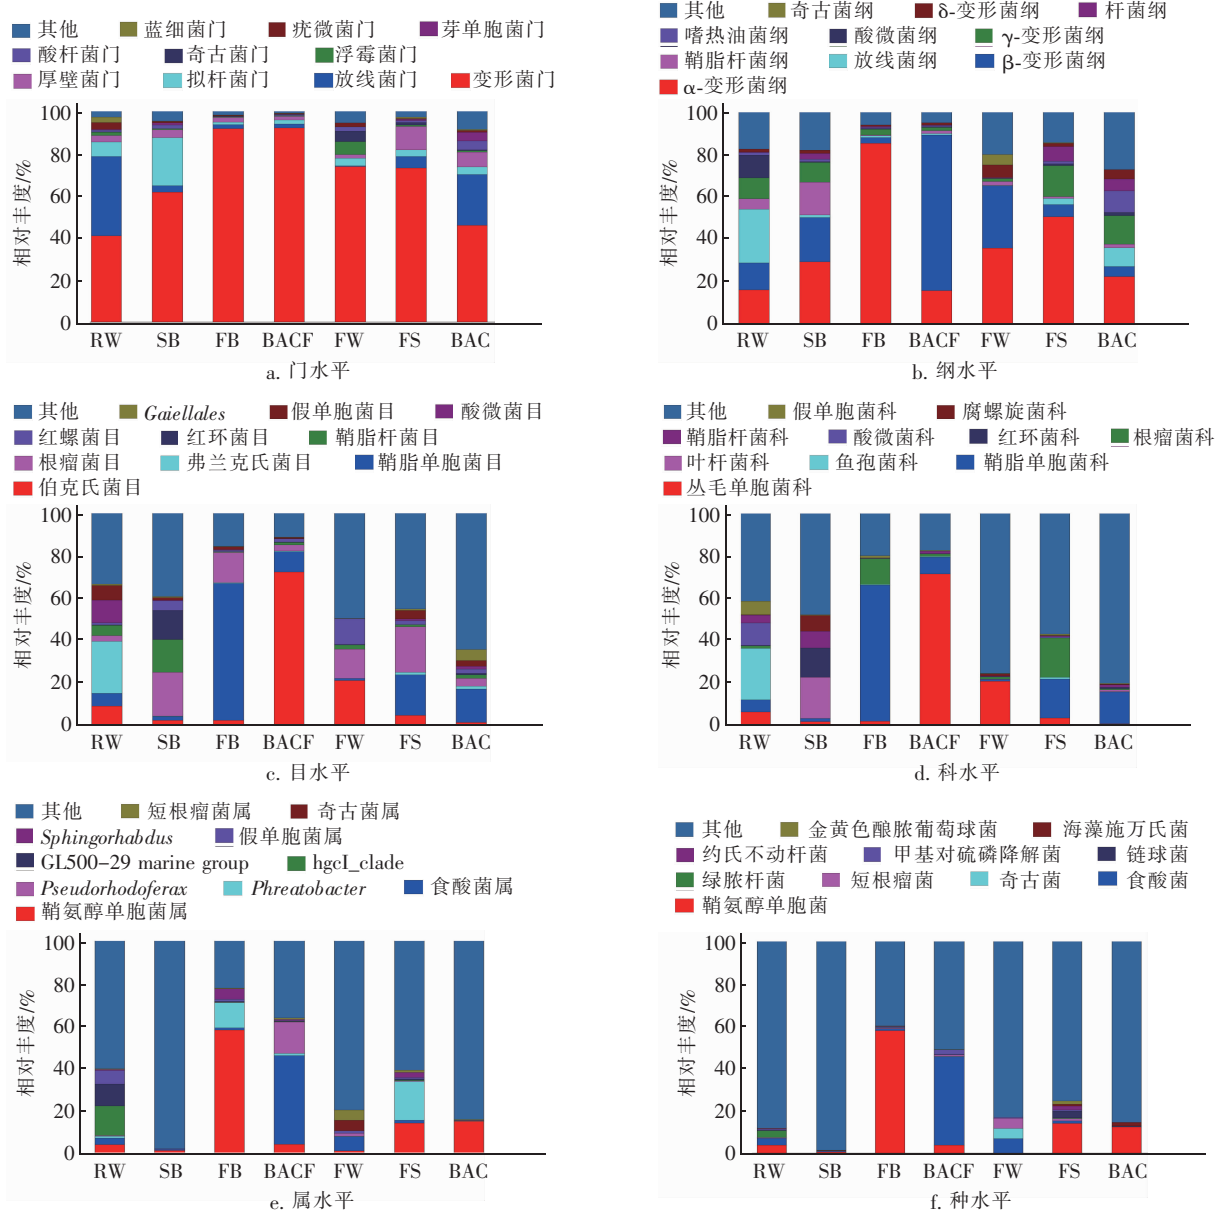 其他 蓝细菌门 疣微菌门 芽单胞菌门
酸杆菌门 奇古菌门 浮霉菌门
厚壁菌门 拟杆菌门 放线菌门 变形菌门
100
80
60
40
20
0
相对丰度/%
RW SB FB BACF FW FS BAC
a. 门水平
其他 奇古菌纲 δ-变形菌纲 杆菌纲
嗜热油菌纲 酸微菌纲 γ-变形菌纲
鞘脂杆菌纲 放线菌纲 β-变形菌纲
α-变形菌纲
100
80
60
40
20
0
相对丰度/%
RW SB FB BACF FW FS BAC
b. 纲水平
其他 Gaiellales 假单胞菌目 酸微菌目
红螺菌目 红环菌目 鞘脂杆菌目
根瘤菌目 弗兰克氏菌目 鞘脂单胞菌目
伯克氏菌目
100
80
60
40
20
0
相对丰度/%
RW SB FB BACF FW FS BAC
c. 目水平
其他 假单胞菌科 腐螺旋菌科
鞘脂杆菌科 酸微菌科 红环菌科 根瘤菌科
叶杆菌科 鱼孢菌科 鞘脂单胞菌科
丛毛单胞菌科
100
80
60
40
20
0
相对丰度/%
RW SB FB BACF FW FS BAC
d. 科水平
其他 短根瘤菌属 奇古菌属
Sphingorhabdus 假单胞菌属
GL500-29 marine group hgcI_clade
Pseudorhodoferax Phreatobacter 食酸菌属
鞘氨醇单胞菌属
100
80
60
40
20
0
相对丰度/%
RW SB FB BACF FW FS BAC
e. 属水平
其他 金黄色酿脓葡萄球菌 海藻施万氏菌
约氏不动杆菌 甲基对硫磷降解菌 链球菌
绿脓杆菌 短根瘤菌 奇古菌 食酸菌
鞘氨醇单胞菌
100
80
60
40
20
0
相对丰度/%
RW SB FB BACF FW FS BAC
f. 种水平